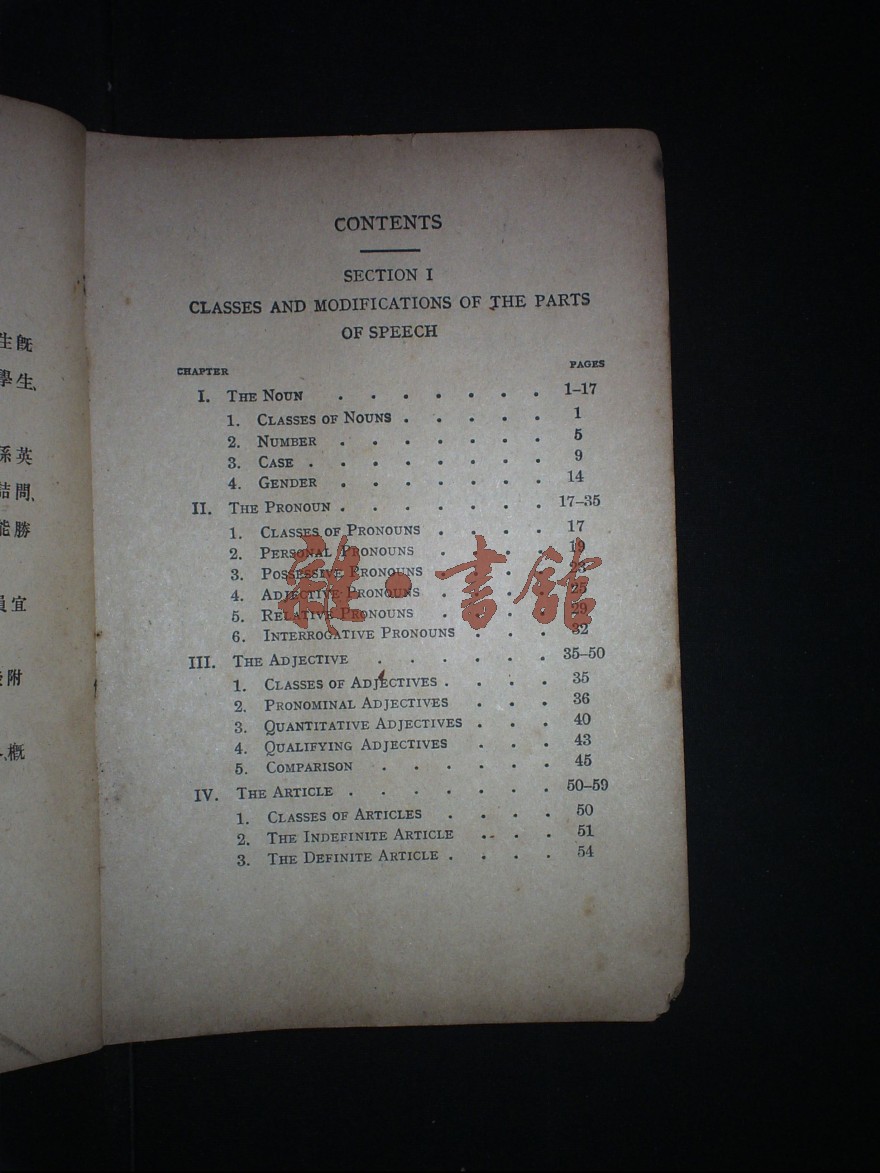 生旣
學生、
孫英
詰問、
能勝
員宜
附
概
CONTENTS
SECTION I
CLASSES AND MODIFICATIONS OF THE PARTS
OF SPEECH
CHAPTER PAGES
I. THE NOUN . . . . . . . 1–17
1. CLASSES OF NOUNS . . . . . 1
2. NUMBER . . . . . . . 5
3. CASE . . . . . . . . 9
4. GENDER . . . . . . . 14
II. THE PRONOUN . . . . . . . 17–35
1. CLASSES OF PRONOUNS . . . . 17
2. PERSONAL PRONOUNS . . . . 19
3. POSSESSIVE PRONOUNS . . . . 23
4. ADJECTIVE PRONOUNS . . . . 25
5. RELATIVE PRONOUNS . . . . 29
6. INTERROGATIVE PRONOUNS . . . 32
III. THE ADJECTIVE . . . . . . 35–50
1. CLASSES OF ADJECTIVES . . . . 35
2. PRONOMINAL ADJECTIVES . . . 36
3. QUANTITATIVE ADJECTIVES . . . 40
4. QUALIFYING ADJECTIVES . . . 43
5. COMPARISON . . . . . . 45
IV. THE ARTICLE . . . . . . . 50–59
1. CLASSES OF ARTICLES . . . . 50
2. THE INDEFINITE ARTICLE . . . 51
3. THE DEFINITE ARTICLE . . . . 54
雜·書館